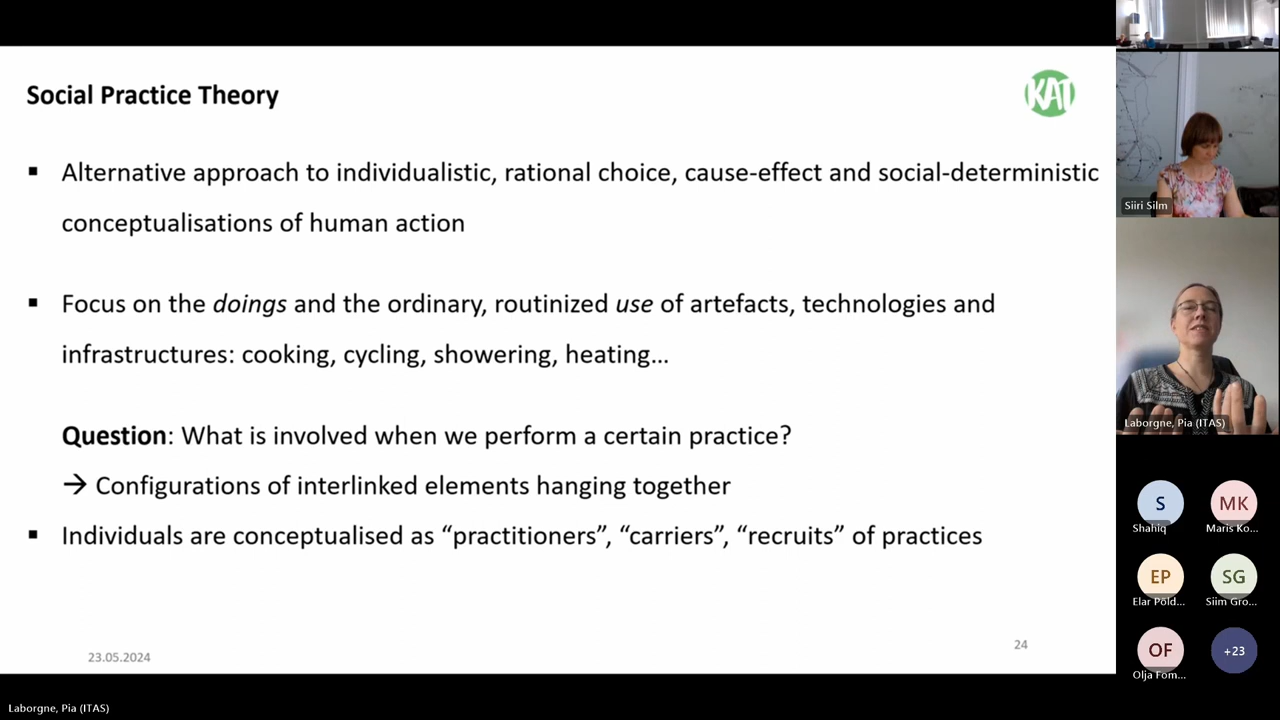 Social Practice Theory
KAT
▪ Alternative approach to individualistic, rational choice, cause-effect and social-deterministic
conceptualisations of human action
▪ Focus on the doings and the ordinary, routinized use of artefacts, technologies and
infrastructures: cooking, cycling, showering, heating...
Question: What is involved when we perform a certain practice?
→ Configurations of interlinked elements hanging together
▪ Individuals are conceptualised as “practitioners”, “carriers”, “recruits” of practices
23.05.2024
24
Siiri Silm
Laborgne, Pia (ITAS)
S
Shahiq
MK
Maris Ko...
EP
Elar Põld...
SG
Siim Gro...
OF
Olja Fom...
+23
Laborgne, Pia (ITAS)